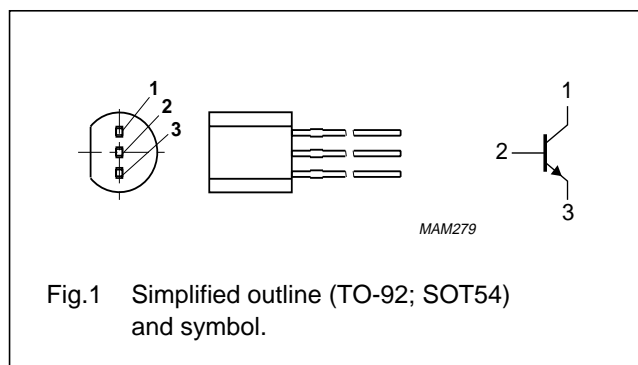 1
2
3
1
2
3
MAM279
Fig.1 Simplified outline (TO-92; SOT54)
and symbol.